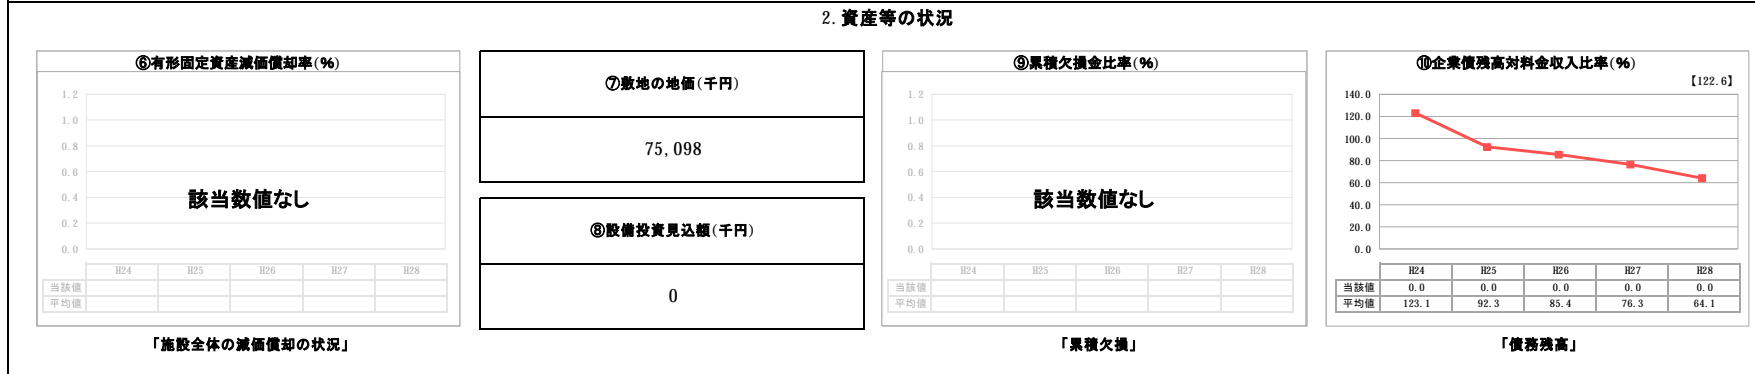 2. 資産等の状況
⑥有形固定資産減価償却率(%)
1.2
1.0
0.8
0.6
0.4
0.2
0.0
該当数値なし
H24 H25 H26 H27 H28
当該値
平均値
「施設全体の減価償却の状況」
⑦敷地の地価(千円)
75,098
⑧設備投資見込額(千円)
0
⑨累積欠損金比率(%)
1.2
1.0
0.8
0.6
0.4
0.2
0.0
該当数値なし
H24 H25 H26 H27 H28
当該値
平均値
「累積欠損」
⑩企業債残高対料金収入比率(%)
【122.6】
140.0
120.0
100.0
80.0
60.0
40.0
20.0
0.0
H24 H25 H26 H27 H28
当該値 0.0 0.0 0.0 0.0 0.0
平均値 123.1 92.3 85.4 76.3 64.1
「債務残高」